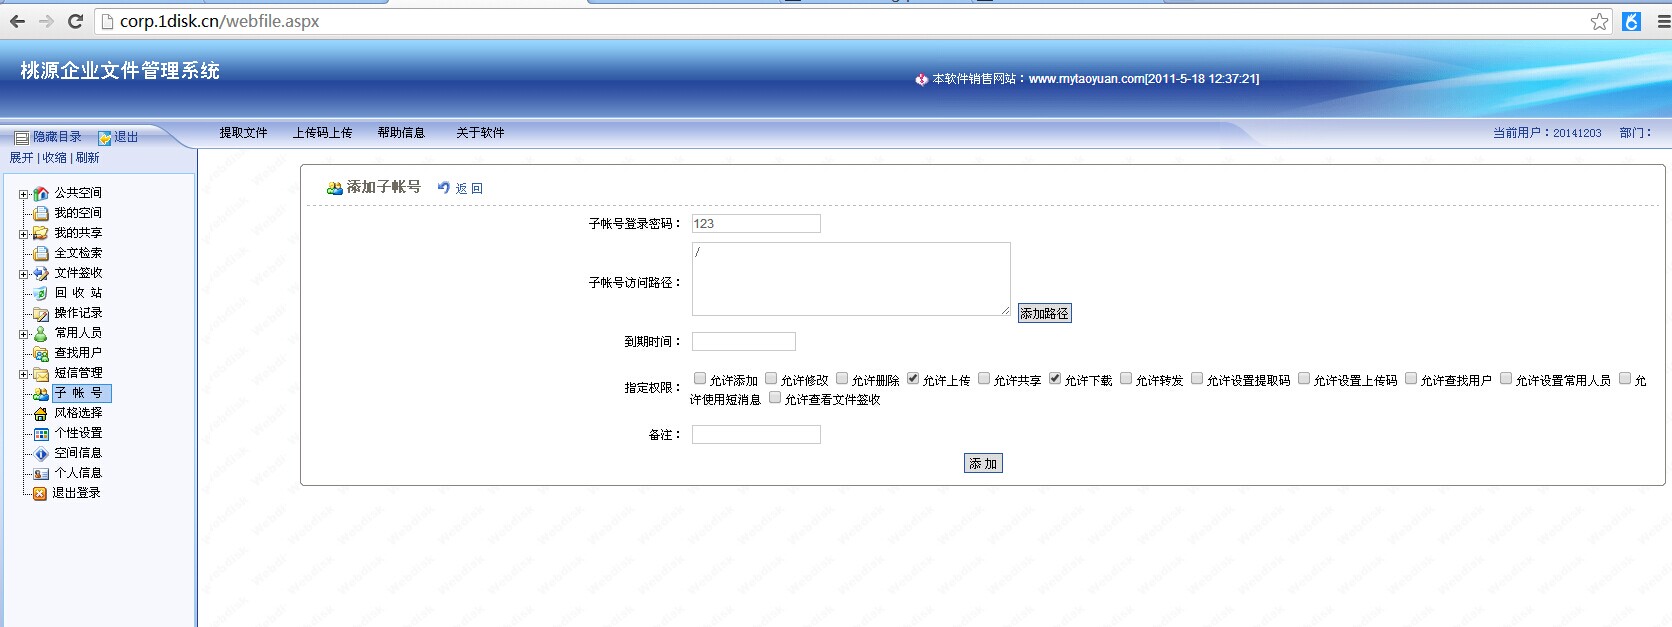 corp.1disk.cn/webfile.aspx
桃源企业文件管理系统
本软件销售网站：www.mytaoyuan.com[2011-5-18 12:37:21]
隐藏目录 退出
提取文件 上传码上传 帮助信息 关于软件
当前用户：20141203 部门：
展开 | 收缩 | 刷新
公共空间
我的空间
我的共享
全文检索
文件签收
回 收 站
操作记录
常用人员
查找用户
短信管理
子 帐 号
风格选择
个性设置
空间信息
个人信息
退出登录
添加子帐号 返 回
子帐号登录密码： 123
子帐号访问路径： /
添加路径
到期时间：
指定权限： 允许添加 允许修改 允许删除 允许上传 允许共享 允许下载 允许转发 允许设置提取码 允许设置上传码 允许查找用户 允许设置常用人员 允
许使用短消息 允许查看文件签收
备注：
添 加